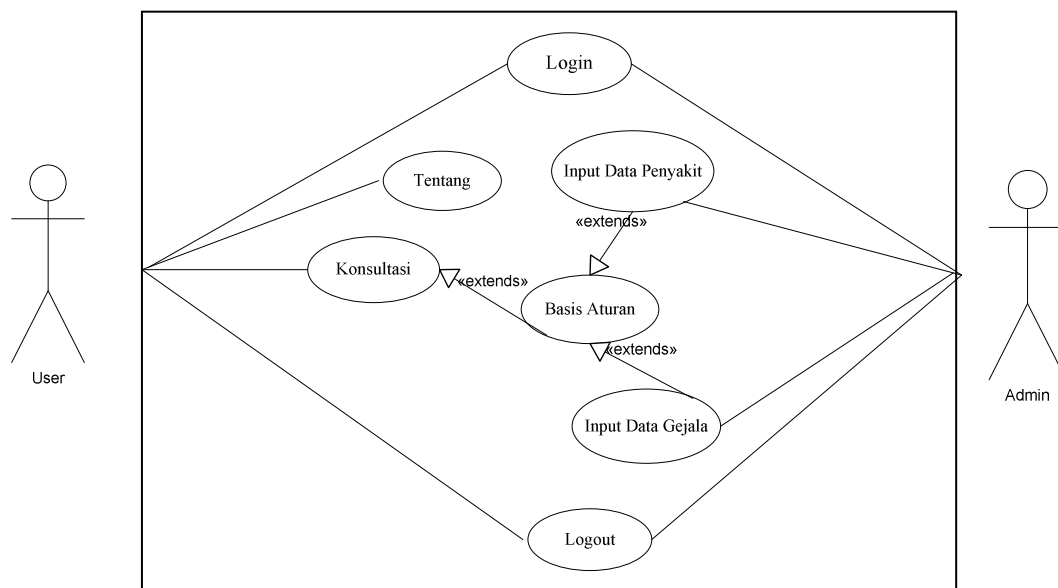 Login
Tentang
Input Data Penyakit
«extends»
Konsultasi
«extends»
Basis Aturan
«extends»
Input Data Gejala
Logout
User
Admin